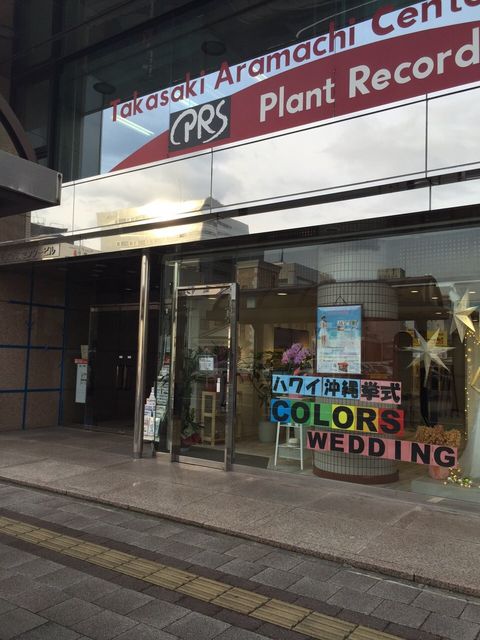 Takasaki Aramachi Cente
CPRS Plant Record
ハワイ沖縄挙式
COLORS
WEDDING